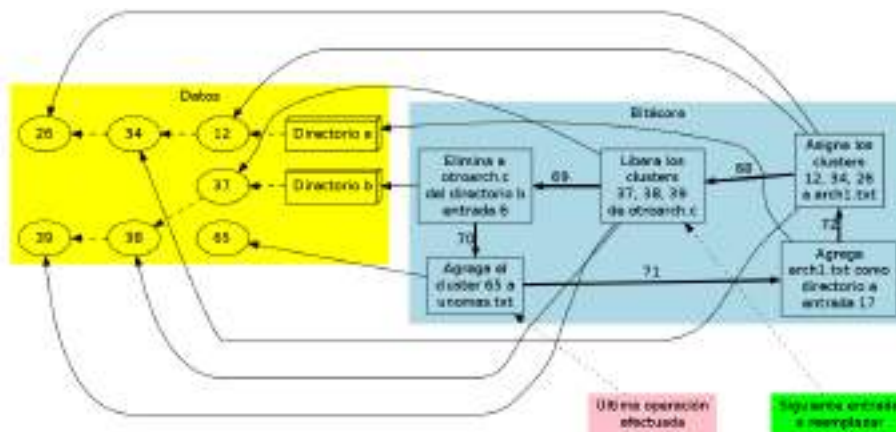 Datos
26
34
12
Directorio a
37
Directorio b
39
38
65
Bitácora
Elimina a
otroarch.c
del directorio b
entrada 6
69
Libera los
clusters
37, 38, 39
de otroarch.c
68
Asigna los
clusters
12, 34, 26
a arch1.txt
70
72
Agrega el
cluster 65 a
unomas.txt
71
Agrega
arch1.txt como
directorio a
entrada 17
Última operación
efectuada
Siguiente entrada
a reemplazar